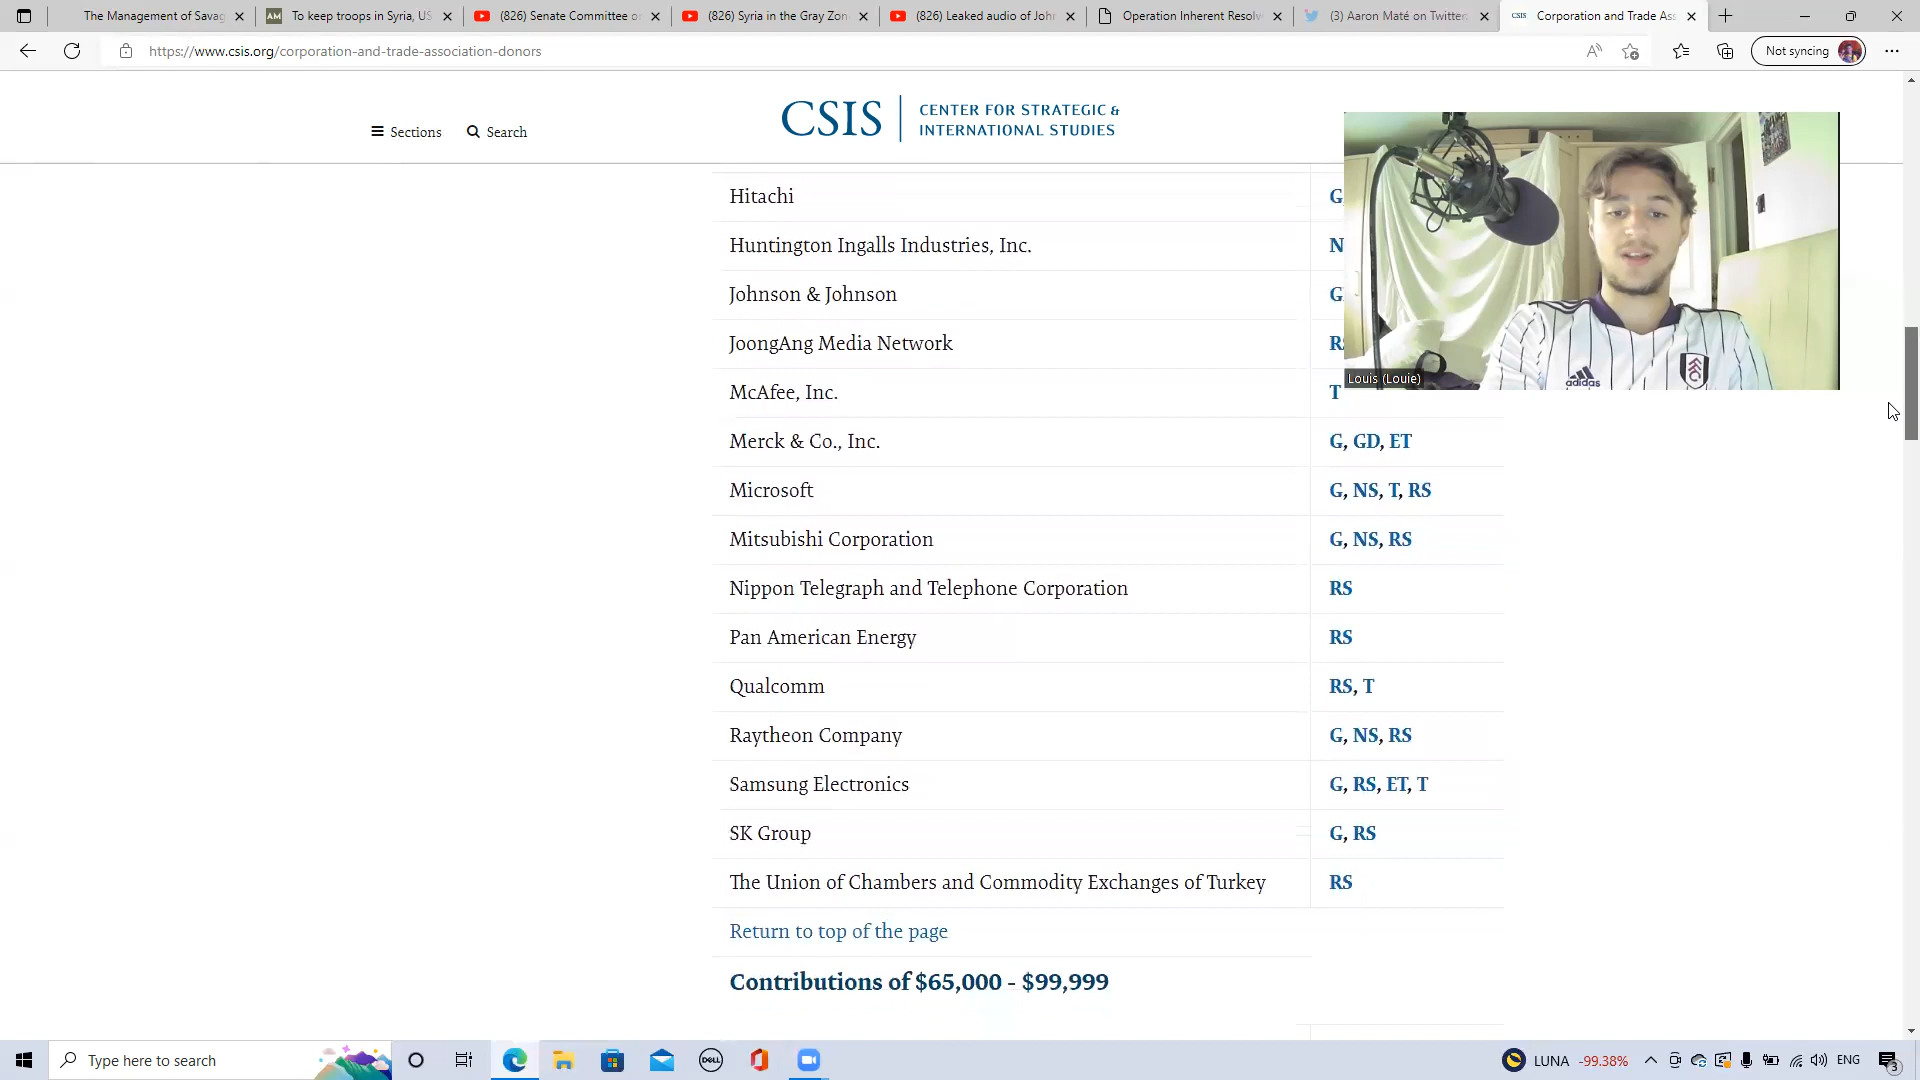 The Management of Savag
To keep troops in Syria, US
(826) Senate Committee o
(826) Syria in the Gray Zon
(826) Leaked audio of Joh
Operation Inherent Resolv
(3) Aaron Maté on Twitter:
Corporation and Trade As
https://www.csis.org/corporation-and-trade-association-donors
Not syncing
Sections
Search
CSIS
CENTER FOR STRATEGIC &
INTERNATIONAL STUDIES
Hitachi G
Huntington Ingalls Industries, Inc. N
Johnson & Johnson G
JoongAng Media Network R
McAfee, Inc. T
Merck & Co., Inc. G, GD, ET
Microsoft G, NS, T, RS
Mitsubishi Corporation G, NS, RS
Nippon Telegraph and Telephone Corporation RS
Pan American Energy RS
Qualcomm RS, T
Raytheon Company G, NS, RS
Samsung Electronics G, RS, ET, T
SK Group G, RS
The Union of Chambers and Commodity Exchanges of Turkey RS
Return to top of the page
Contributions of $65,000 - $99,999
Louis (Louie)
adidas
Type here to search
DELL
LUNA -99.38%
ENG
3